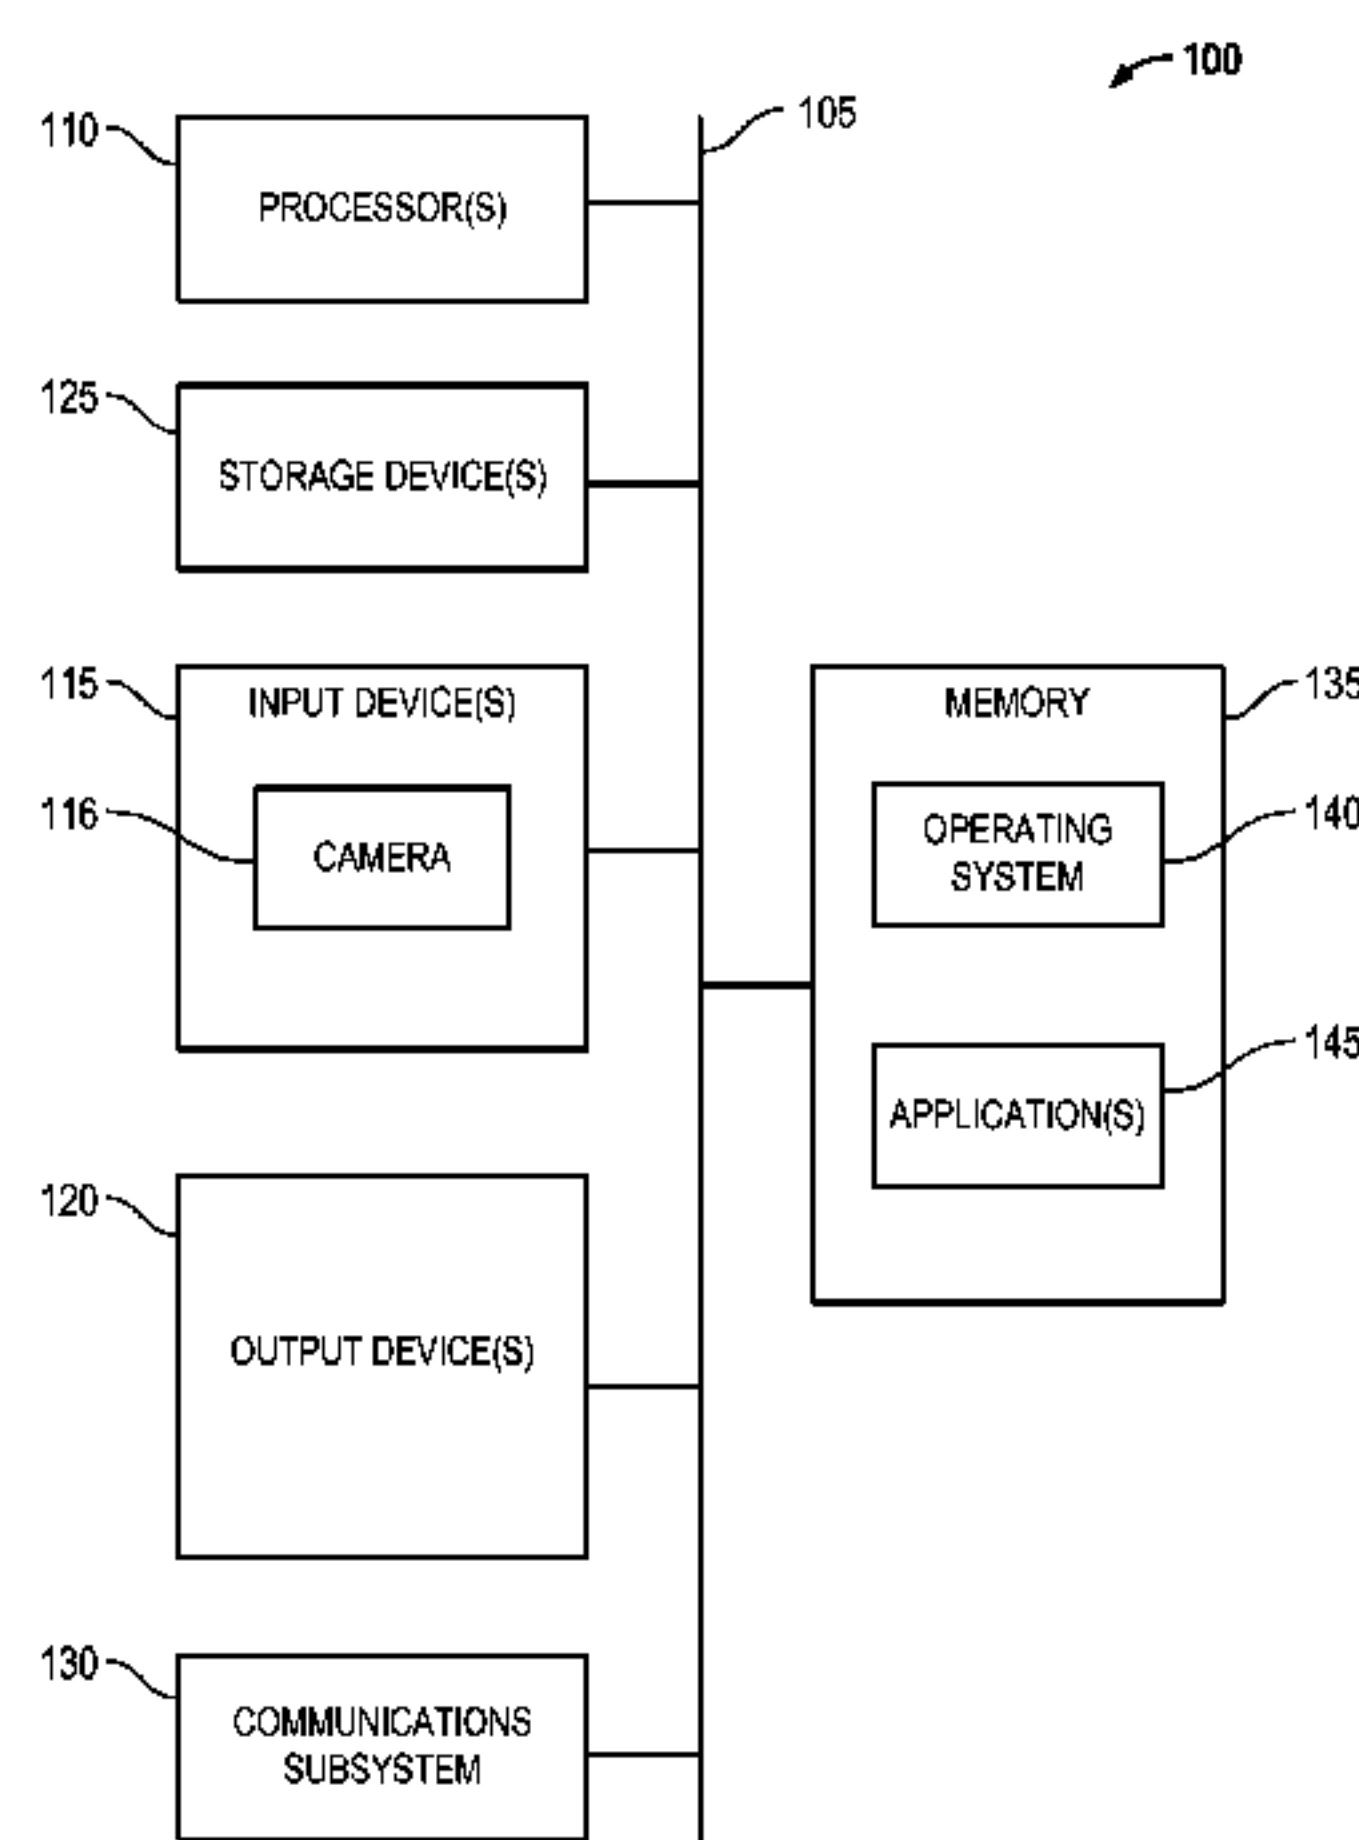 100
105
110
PROCESSOR(S)
125
STORAGE DEVICE(S)
115
INPUT DEVICE(S)
116
CAMERA
MEMORY
135
OPERATING
SYSTEM
140
APPLICATION(S)
145
120
OUTPUT DEVICE(S)
130
COMMUNICATIONS
SUBSYSTEM